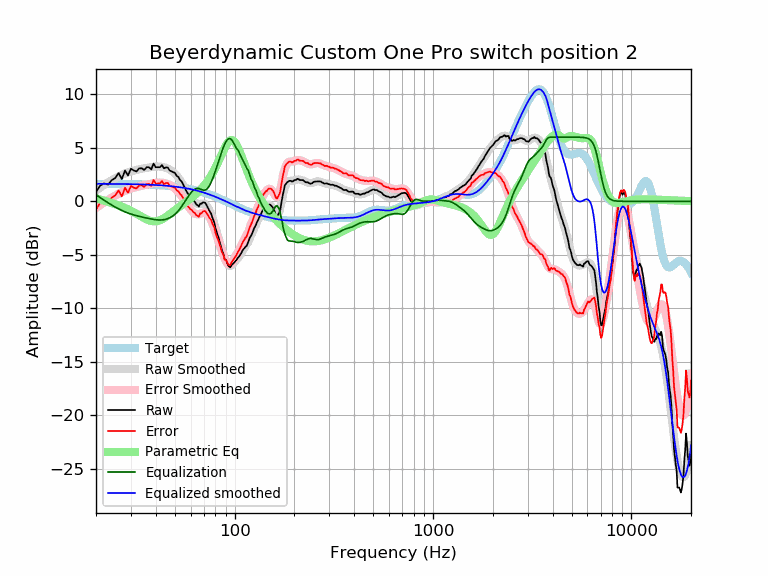 Beyerdynamic Custom One Pro switch position 2
Amplitude (dBr)
10
5
0
−5
−10
−15
−20
−25
Target
Raw Smoothed
Error Smoothed
Raw
Error
Parametric Eq
Equalization
Equalized smoothed
100
1000
10000
Frequency (Hz)